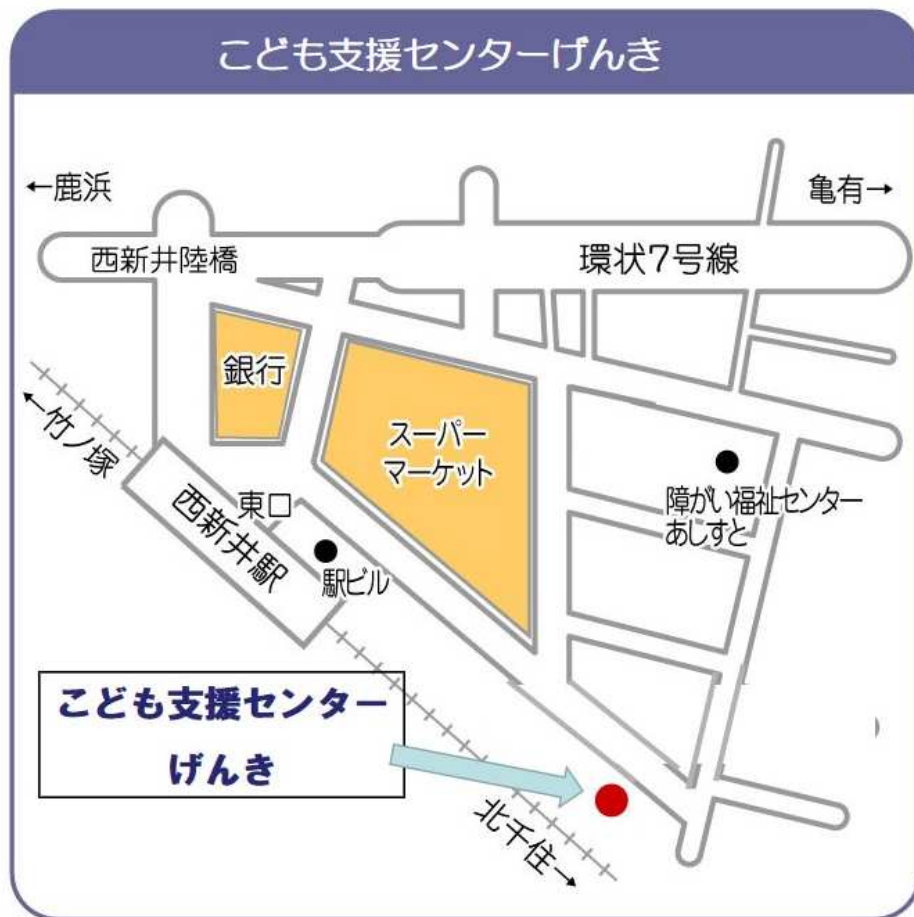 こども支援センターげんき
←鹿浜
亀有→
西新井陸橋
環状7号線
銀行
スーパー
マーケット
←竹ノ塚
東口
西新井駅
駅ビル
障がい福祉センター
あしすと
こども支援センター
げんき
北千住→